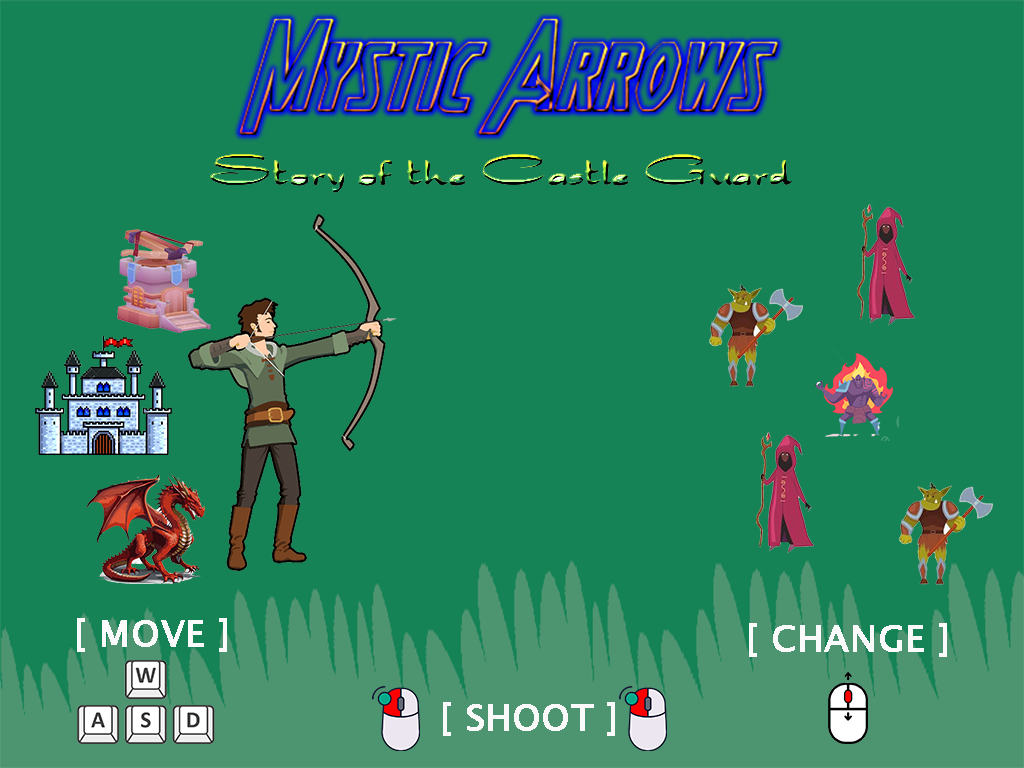 Mystic Arrows
Story of the Castle Guard
[ MOVE ]
[ CHANGE ]
W
A S D
[ SHOOT ]